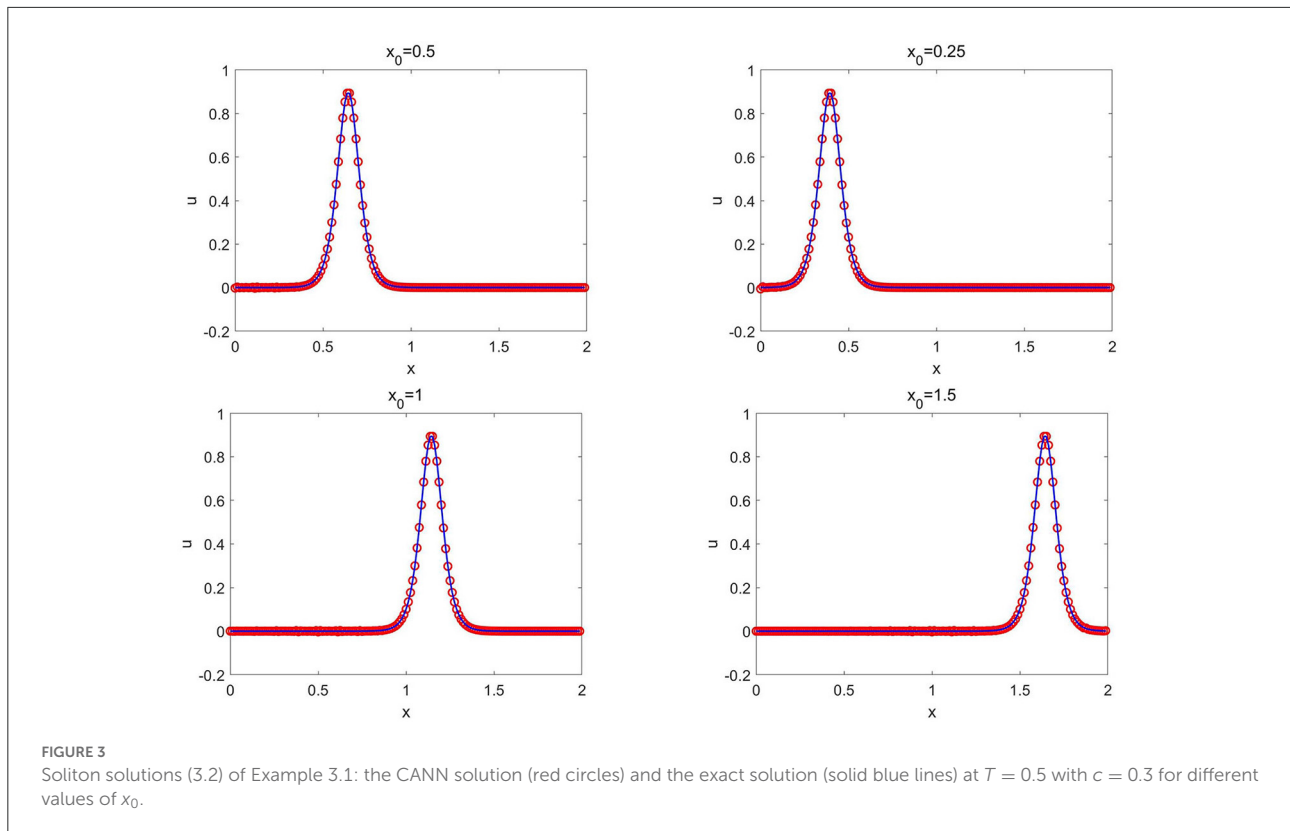 x₀=0.5
1
0.8
0.6
0.4
0.2
0
-0.2
u
0 0.5 1 1.5 2
x
x₀=0.25
1
0.8
0.6
0.4
0.2
0
-0.2
u
0 0.5 1 1.5 2
x
x₀=1
1
0.8
0.6
0.4
0.2
0
-0.2
u
0 0.5 1 1.5 2
x
x₀=1.5
1
0.8
0.6
0.4
0.2
0
-0.2
u
0 0.5 1 1.5 2
x
FIGURE 3
Soliton solutions (3.2) of Example 3.1: the CANN solution (red circles) and the exact solution (solid blue lines) at T = 0.5 with c = 0.3 for different
values of x₀.